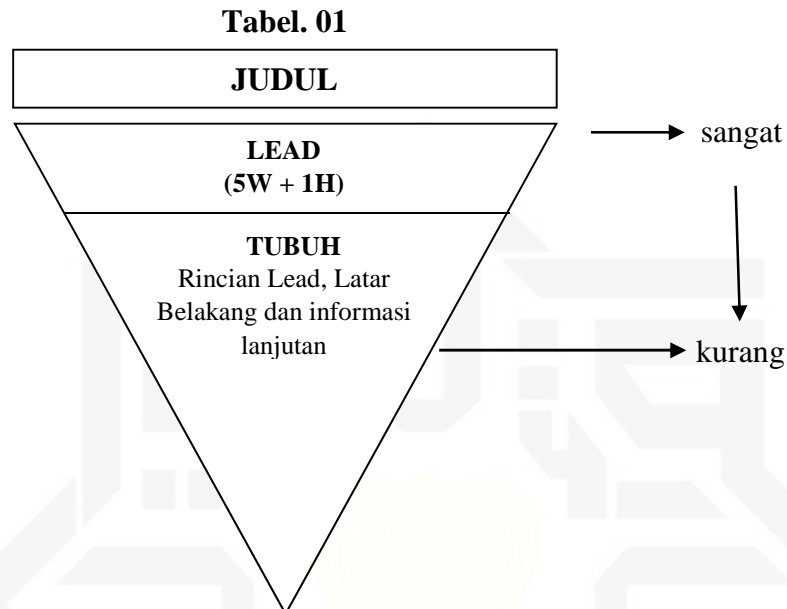 Tabel. 01
JUDUL
LEAD
(5W + 1H)
sangat
TUBUH
Rincian Lead, Latar
Belakang dan informasi
lanjutan
kurang